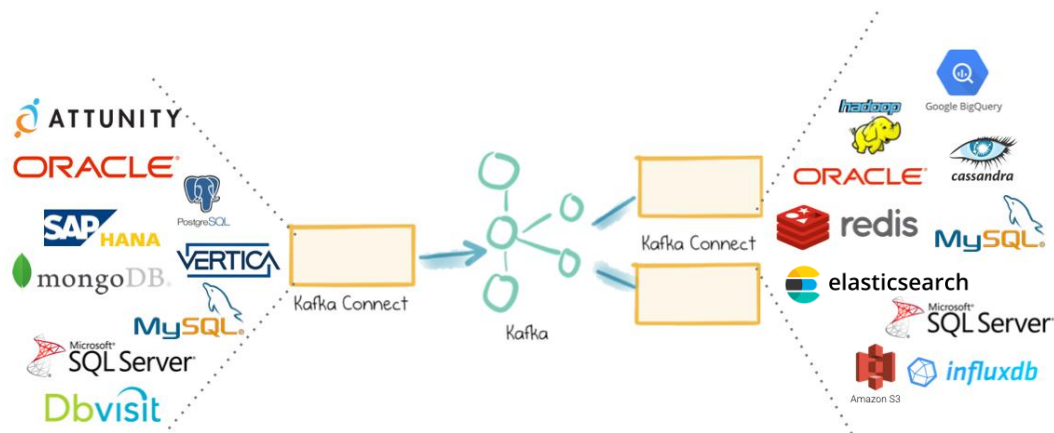 ATTUNITY
ORACLE®
PostgreSQL
SAP HANA
VERTICA
mongoDB®
MySQL®
Microsoft®
SQL Server®
Dbvisit
Kafka Connect
Kafka
Kafka Connect
Google BigQuery
hadoop
cassandra
ORACLE®
redis
MySQL®
elasticsearch
Microsoft®
SQL Server®
Amazon S3
influxdb